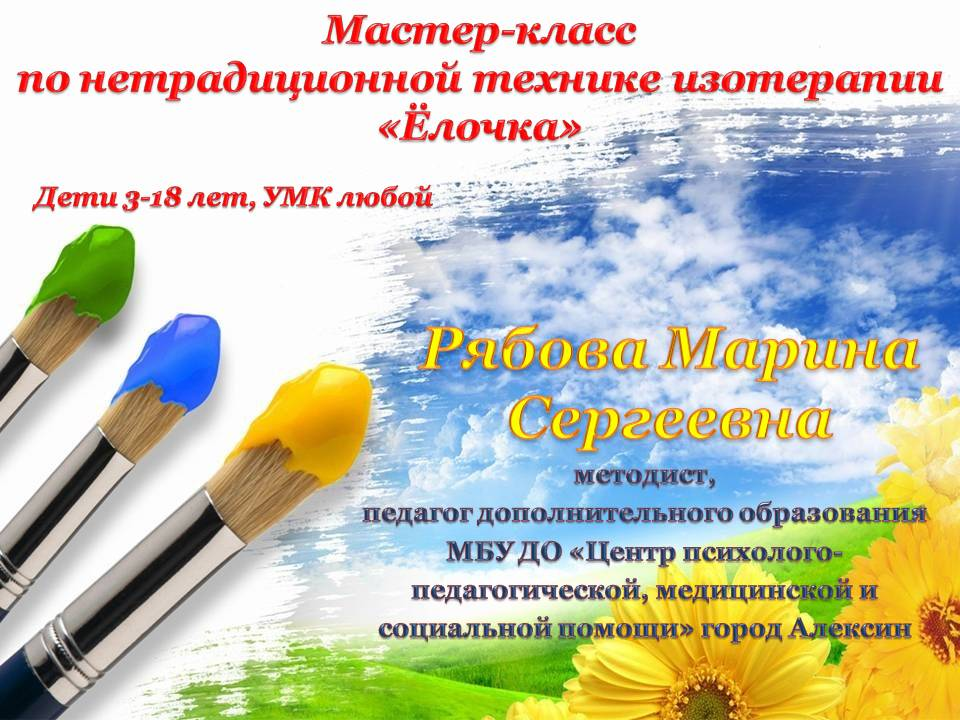 Мастер-класс
по нетрадиционной технике изотерапии
«Ёлочка»
Дети 3-18 лет, УМК любой
Рябова Марина
Сергеевна
методист,
педагог дополнительного образования
МБУ ДО «Центр психолого-
педагогической, медицинской и
социальной помощи» город Алексин